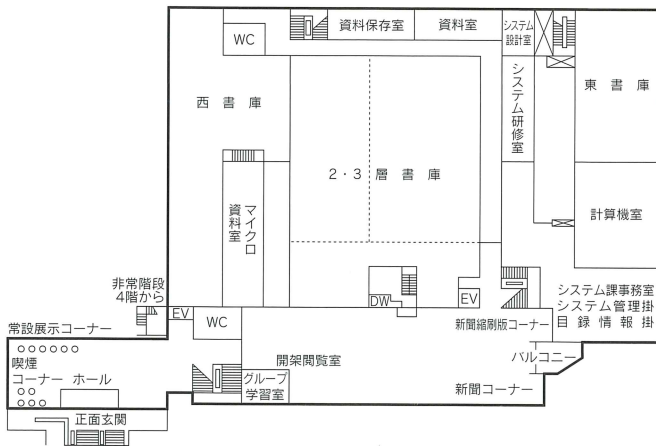 資料保存室
資料室
システム
設計室
WC
西書庫
システム研修室
東書庫
2・3層書庫
マイクロ
資料室
計算機室
非常階段
4階から
EV
WC
DW
EV
システム課事務室
システム管理掛
目録情報掛
常設展示コーナー
新聞縮刷版コーナー
喫煙
コーナー
ホール
開架閲覧室
バルコニー
グループ
学習室
新聞コーナー
正面玄関